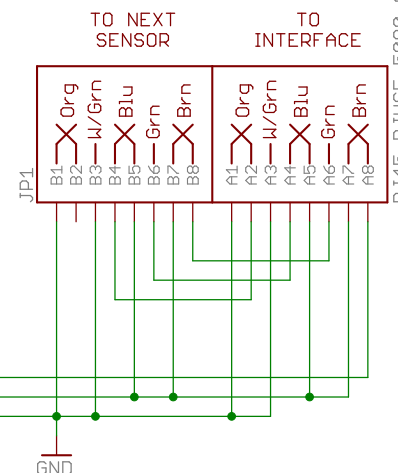 TO NEXT
SENSOR
TO
INTERFACE
Org
W/Grn
Blu
Grn
Brn
Org
W/Grn
Blu
Grn
Brn
B1
B2
B3
B4
B5
B6
B7
B8
A1
A2
A3
A4
A5
A6
A7
A8
JP1
GND